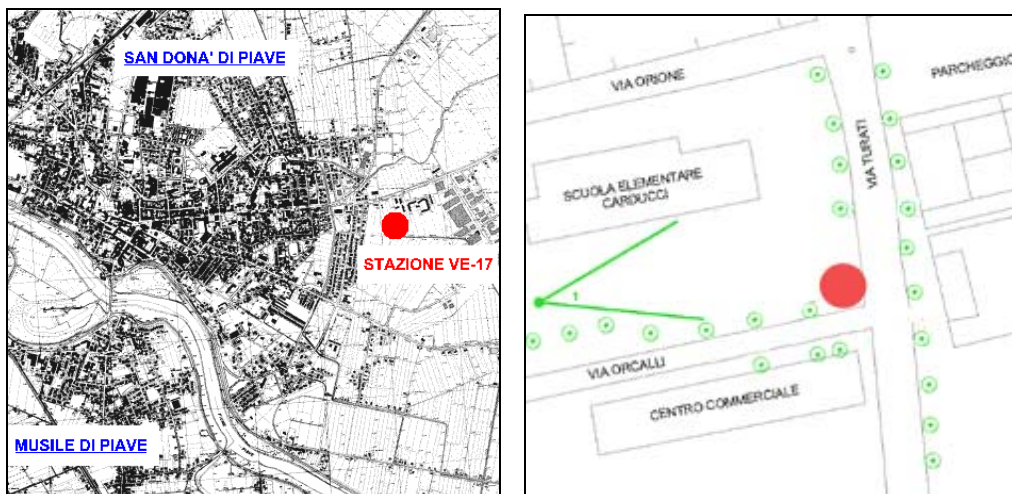 SAN DONA' DI PIAVE
STAZIONE VE-17
MUSILE DI PIAVE
VIA ORIONE
PARCHEGGIO
VIA TURATI
SCUOLA ELEMENTARE
CARDUCCI
1
VIA ORCALLI
CENTRO COMMERCIALE